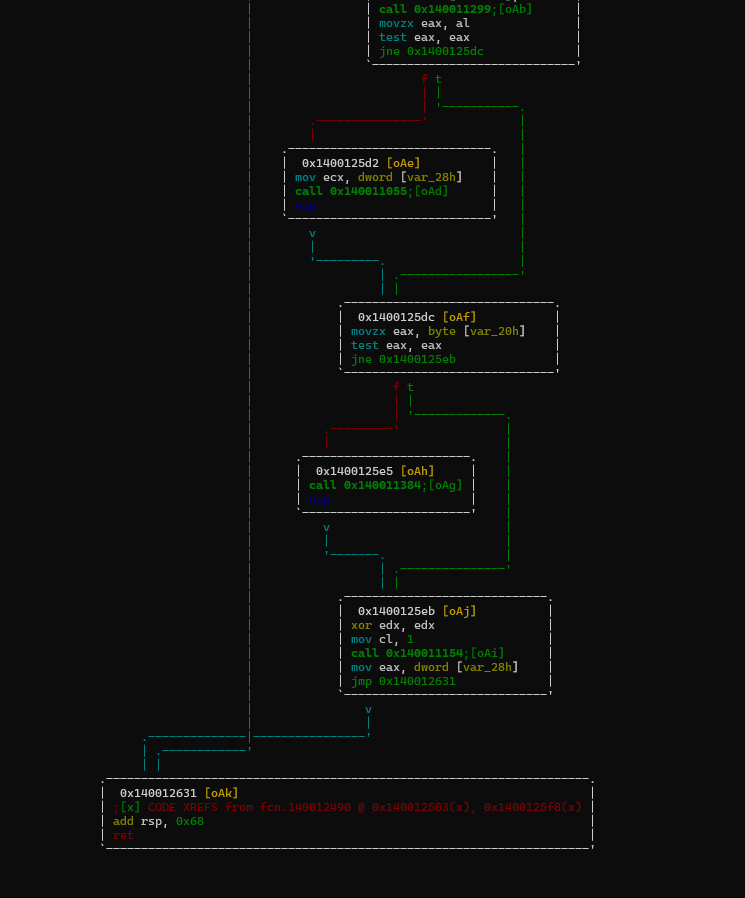 call 0x140011299;[oAb]
movzx eax, al
test eax, eax
jne 0x1400125dc
f t
0x1400125d2 [oAe]
mov ecx, dword [var_28h]
call 0x140011055;[oAd]
nop
v
0x1400125dc [oAf]
movzx eax, byte [var_20h]
test eax, eax
jne 0x1400125eb
f t
0x1400125e5 [oAh]
call 0x140011384;[oAg]
nop
v
0x1400125eb [oAj]
xor edx, edx
mov cl, 1
call 0x140011154;[oAi]
mov eax, dword [var_28h]
jmp 0x140012631
v
0x140012631 [oAk]
;[x] CODE XREFS from fcn.140012490 @ 0x140012503(x), 0x1400125f8(x)
add rsp, 0x68
ret